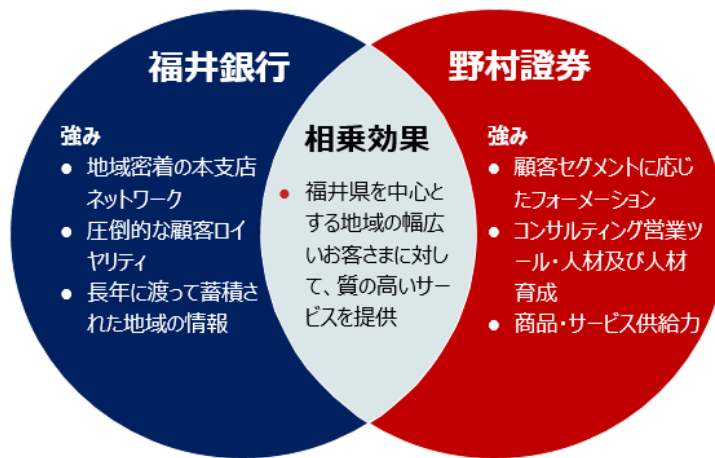 福井銀行
強み
● 地域密着の本支店
ネットワーク
● 圧倒的な顧客ロイ
ヤリティ
● 長年に渡って蓄積さ
れた地域の情報
相乗効果
● 福井県を中心と
する地域の幅広
いお客さまに対し
て、質の高いサー
ビスを提供
野村證券
強み
● 顧客セグメントに応じ
たフォーメーション
● コンサルティング営業ツ
ール・人材及び人材
育成
● 商品・サービス供給力